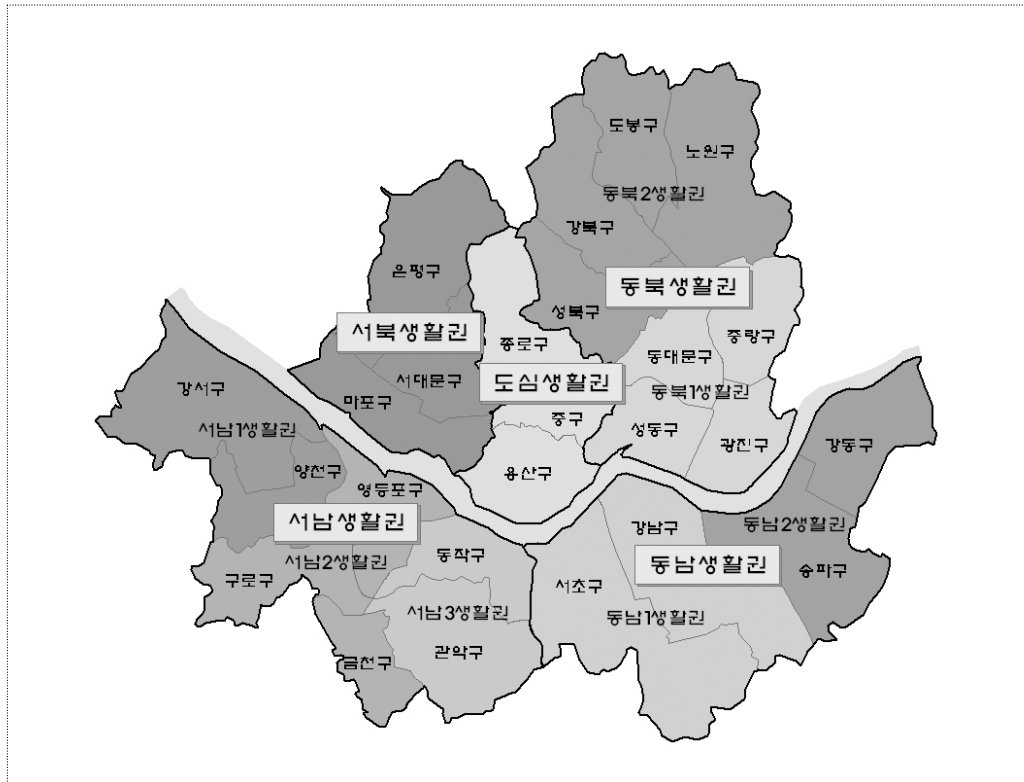 도봉구
노원구
동북2생활권
강북구
은평구
동북생활권
성북구
서북생활권
종로구
중랑구
동대문구
강서구
서대문구
도심생활권
동북1생활권
마포구
중구
서남1생활권
성동구
광진구
강동구
양천구
용산구
영등포구
서남생활권
강남구
동남2생활권
동작구
서남2생활권
동남생활권
송파구
구로구
서초구
서남3생활권
동남1생활권
관악구
금천구